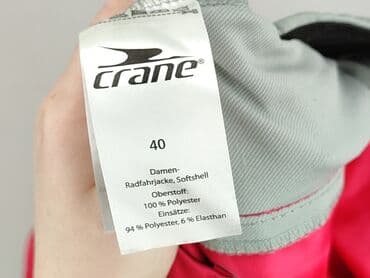 crane®
40
Damen-
Radfahrjacke, Softshell
Oberstoff:
100 % Polyester
Einsätze:
94 % Polyester, 6 % Elasthan